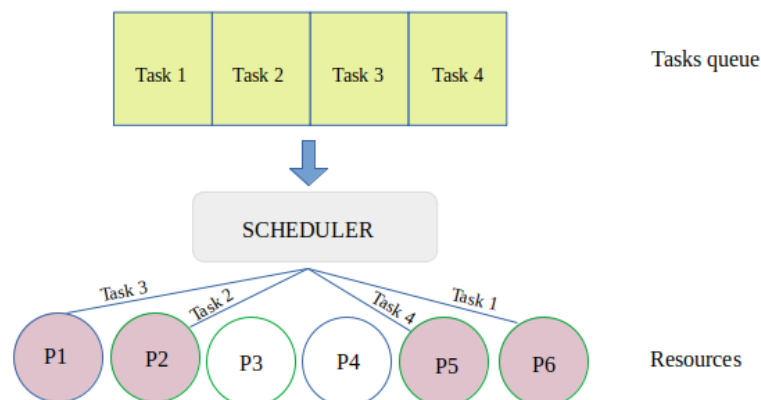 Tasks queue
Task 1 Task 2 Task 3 Task 4
SCHEDULER
Task 3 Task 2 Task 4 Task 1
P1 P2 P3 P4 P5 P6
Resources